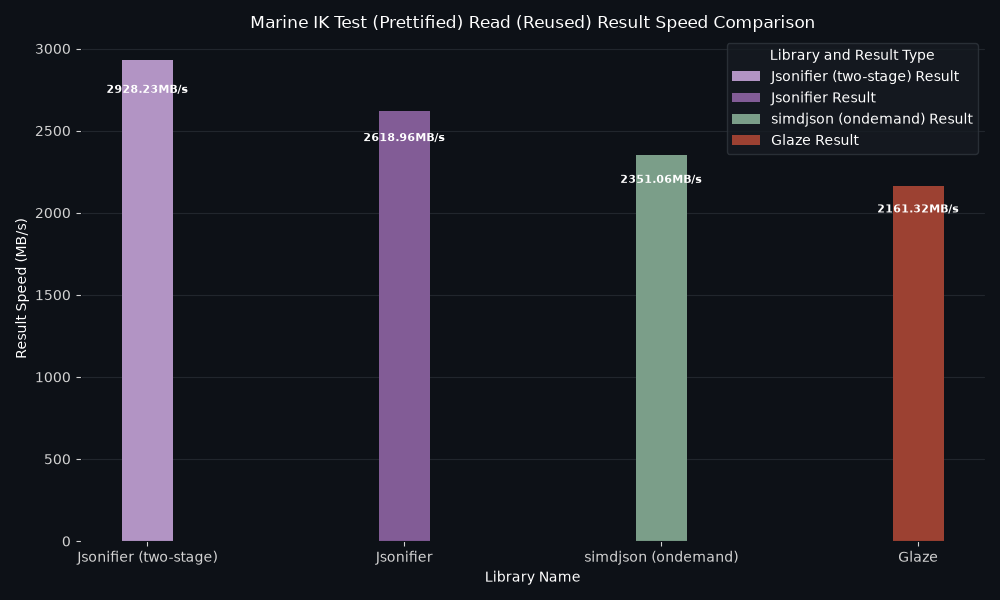 Marine IK Test (Prettified) Read (Reused) Result Speed Comparison
Library and Result Type
Jsonifier (two-stage) Result
Jsonifier Result
simdjson (ondemand) Result
Glaze Result
Result Speed (MB/s)
3000
2500
2000
1500
1000
500
0
2928.23MB/s
2618.96MB/s
2351.06MB/s
2161.32MB/s
Jsonifier (two-stage)
Jsonifier
simdjson (ondemand)
Glaze
Library Name